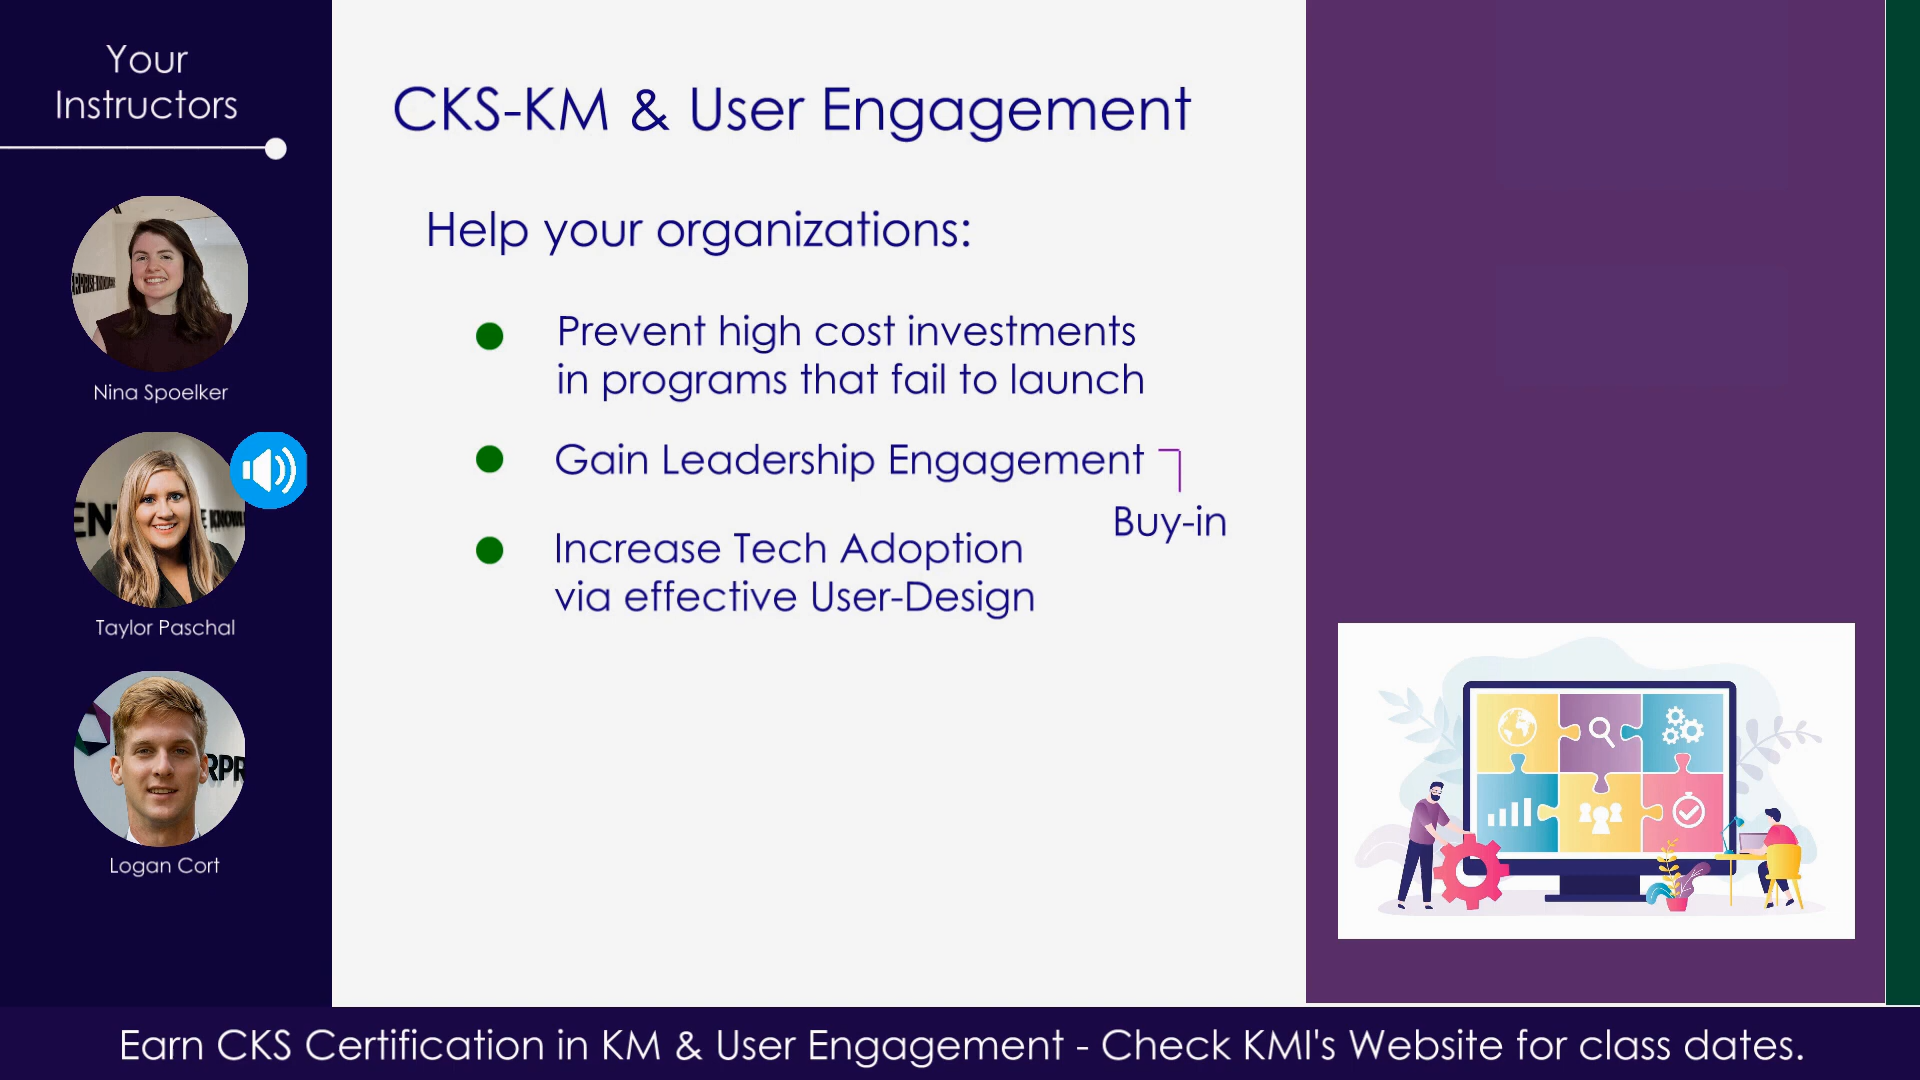 Your
Instructors
Nina Spoelker
Taylor Paschal
Logan Cort
CKS-KM & User Engagement
Help your organizations:
Prevent high cost investments
in programs that fail to launch
Gain Leadership Engagement
Buy-in
Increase Tech Adoption
via effective User-Design
Earn CKS Certification in KM & User Engagement - Check KMI's Website for class dates.